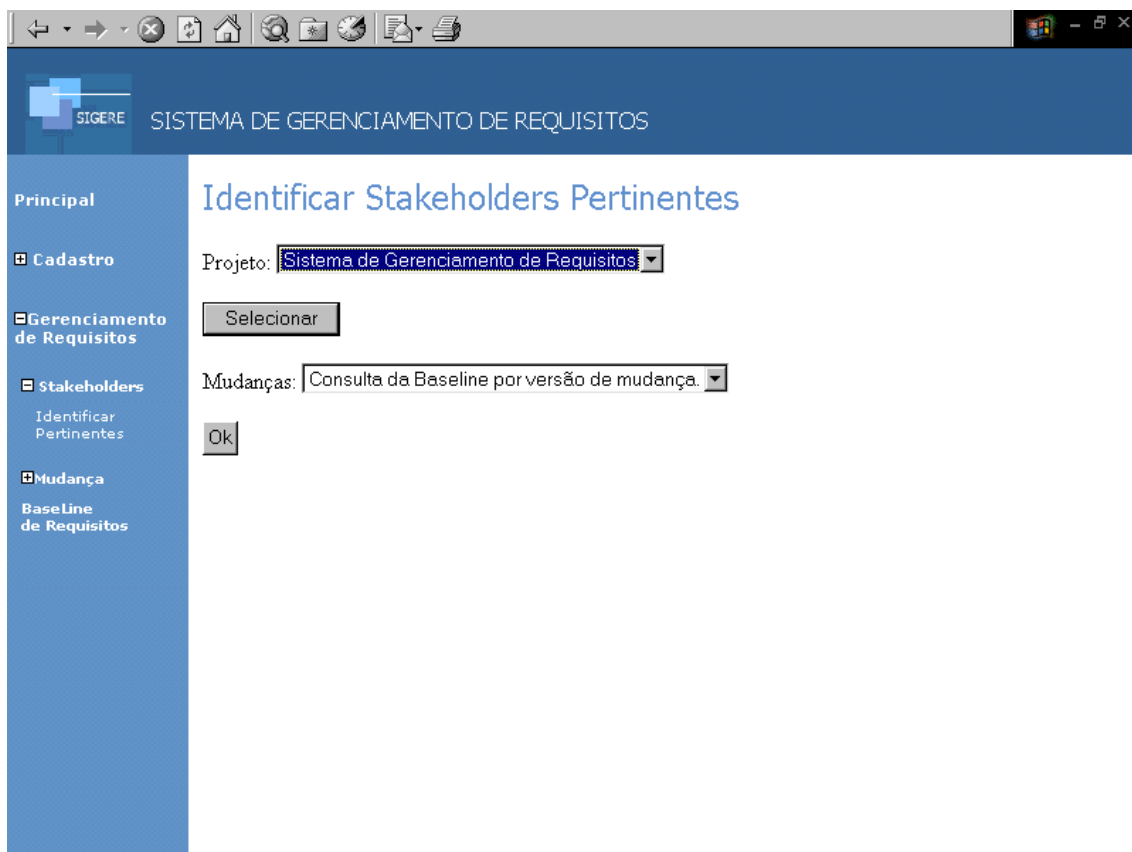 SIGERE
SISTEMA DE GERENCIAMENTO DE REQUISITOS
Principal
Cadastro
Gerenciamento
de Requisitos
Stakeholders
Identificar
Pertinentes
Mudança
BaseLine
de Requisitos
Identificar Stakeholders Pertinentes
Projeto: Sistema de Gerenciamento de Requisitos
Selecionar
Mudanças: Consulta da Baseline por versão de mudança.
Ok